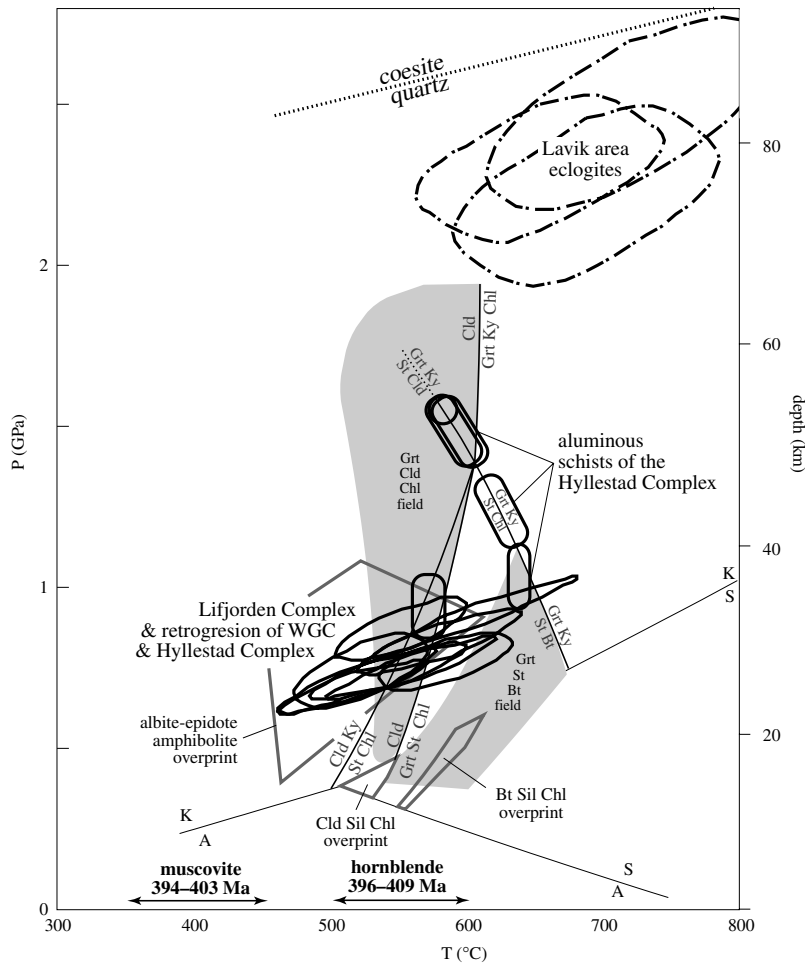 coesite
quartz
Lavik area
eclogites
80
2
Cld
Grt Ky Chl
60
Grt Ky
St Cld
P (GPa)
depth (km)
aluminous
schists of the
Hyllestad Complex
Grt
Cld
Chl
field
Grt Ky
St Chl
40
1
K
S
Lifjorden Complex
& retrogresion of WGC
& Hyllestad Complex
Grt Ky
St Bt
Grt
St
Bt
field
albite-epidote
amphibolite
overprint
Cld Ky
St Chl
Cld
Grt St Chl
20
Bt Sil Chl
overprint
K
A
Cld Sil Chl
overprint
muscovite
394–403 Ma
hornblende
396–409 Ma
S
A
0
0
300
400
500
600
700
800
T (°C)